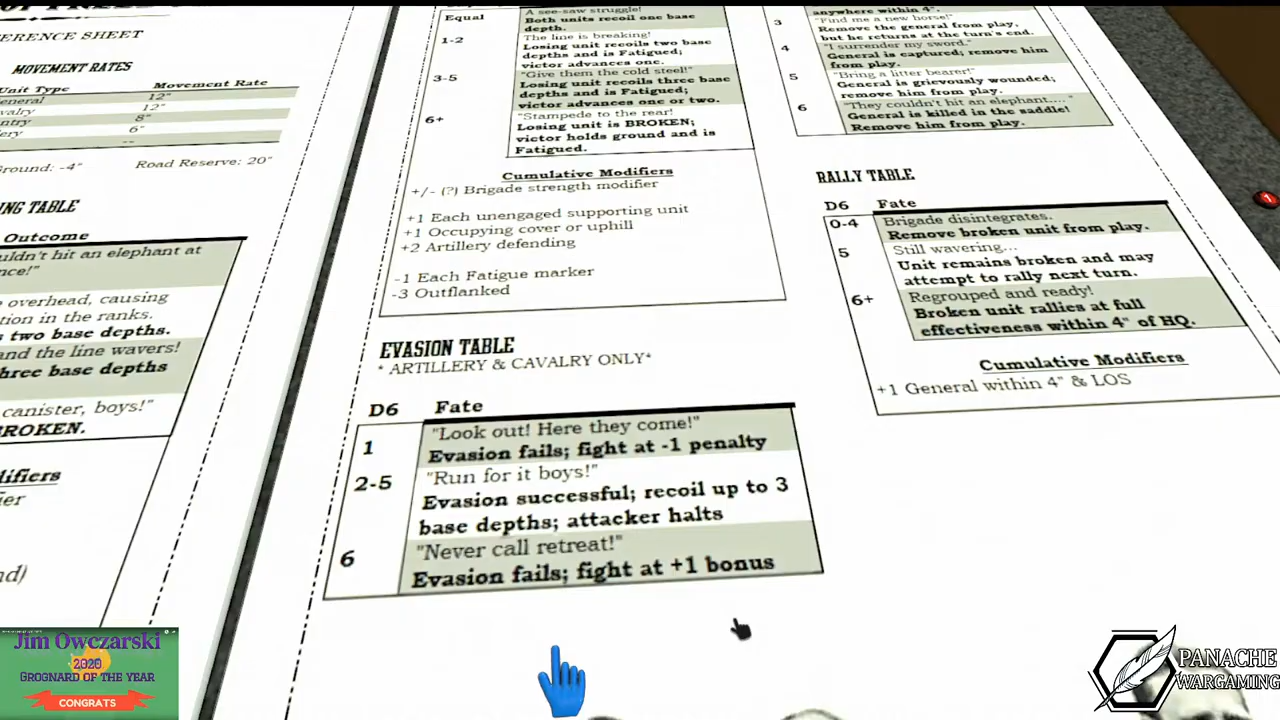 ERENCE SHEET
MOVEMENT RATES
Unit Type Movement Rate
eneral 12"
valry 12"
ntry 8"
lery 6"
--
Ground: -4" Road Reserve: 20"
NG TABLE
Outcome
uldn't hit an elephant at
nce!"
overhead, causing
tion in the ranks.
s two base depths.
and the line wavers!
hree base depths
canister, boys!"
ROKEN.
difiers
fier
nd)
Equal A see-saw struggle!
Both units recoil one base
depth.
1-2 The line is breaking!
Losing unit recoils two base
depths and is Fatigued;
victor advances one.
3-5 "Give them the cold steel!"
Losing unit recoils three base
depths and is Fatigued;
victor advances one or two.
6+ "Stampede to the rear!"
Losing unit is BROKEN;
victor holds ground and is
Fatigued.
Cumulative Modifiers
+/- (?) Brigade strength modifier
+1 Each unengaged supporting unit
+1 Occupying cover or uphill
+2 Artillery defending
-1 Each Fatigue marker
-3 Outflanked
EVASION TABLE
* ARTILLERY & CAVALRY ONLY*
D6 Fate
1 "Look out! Here they come!"
Evasion fails; fight at -1 penalty
2-5 "Run for it boys!"
Evasion successful; recoil up to 3
base depths; attacker halts
6 "Never call retreat!"
Evasion fails; fight at +1 bonus
anywhere within 4".
3 "Find me a new horse!"
Remove the general from play,
but he returns at the turn's end.
4 "I surrender my sword."
General is captured; remove him
from play.
5 "Bring a litter bearer!"
General is grievously wounded;
remove him from play.
6 "They couldn't hit an elephant...."
General is killed in the saddle!
Remove him from play.
RALLY TABLE
D6 Fate
0-4 Brigade disintegrates.
Remove broken unit from play.
5 Still wavering...
Unit remains broken and may
attempt to rally next turn.
6+ Regrouped and ready!
Broken unit rallies at full
effectiveness within 4" of HQ.
Cumulative Modifiers
+1 General within 4" & LOS
1
Jim Owczarski
2020
GROGNARD OF THE YEAR
CONGRATS
PANACHE
WARGAMING